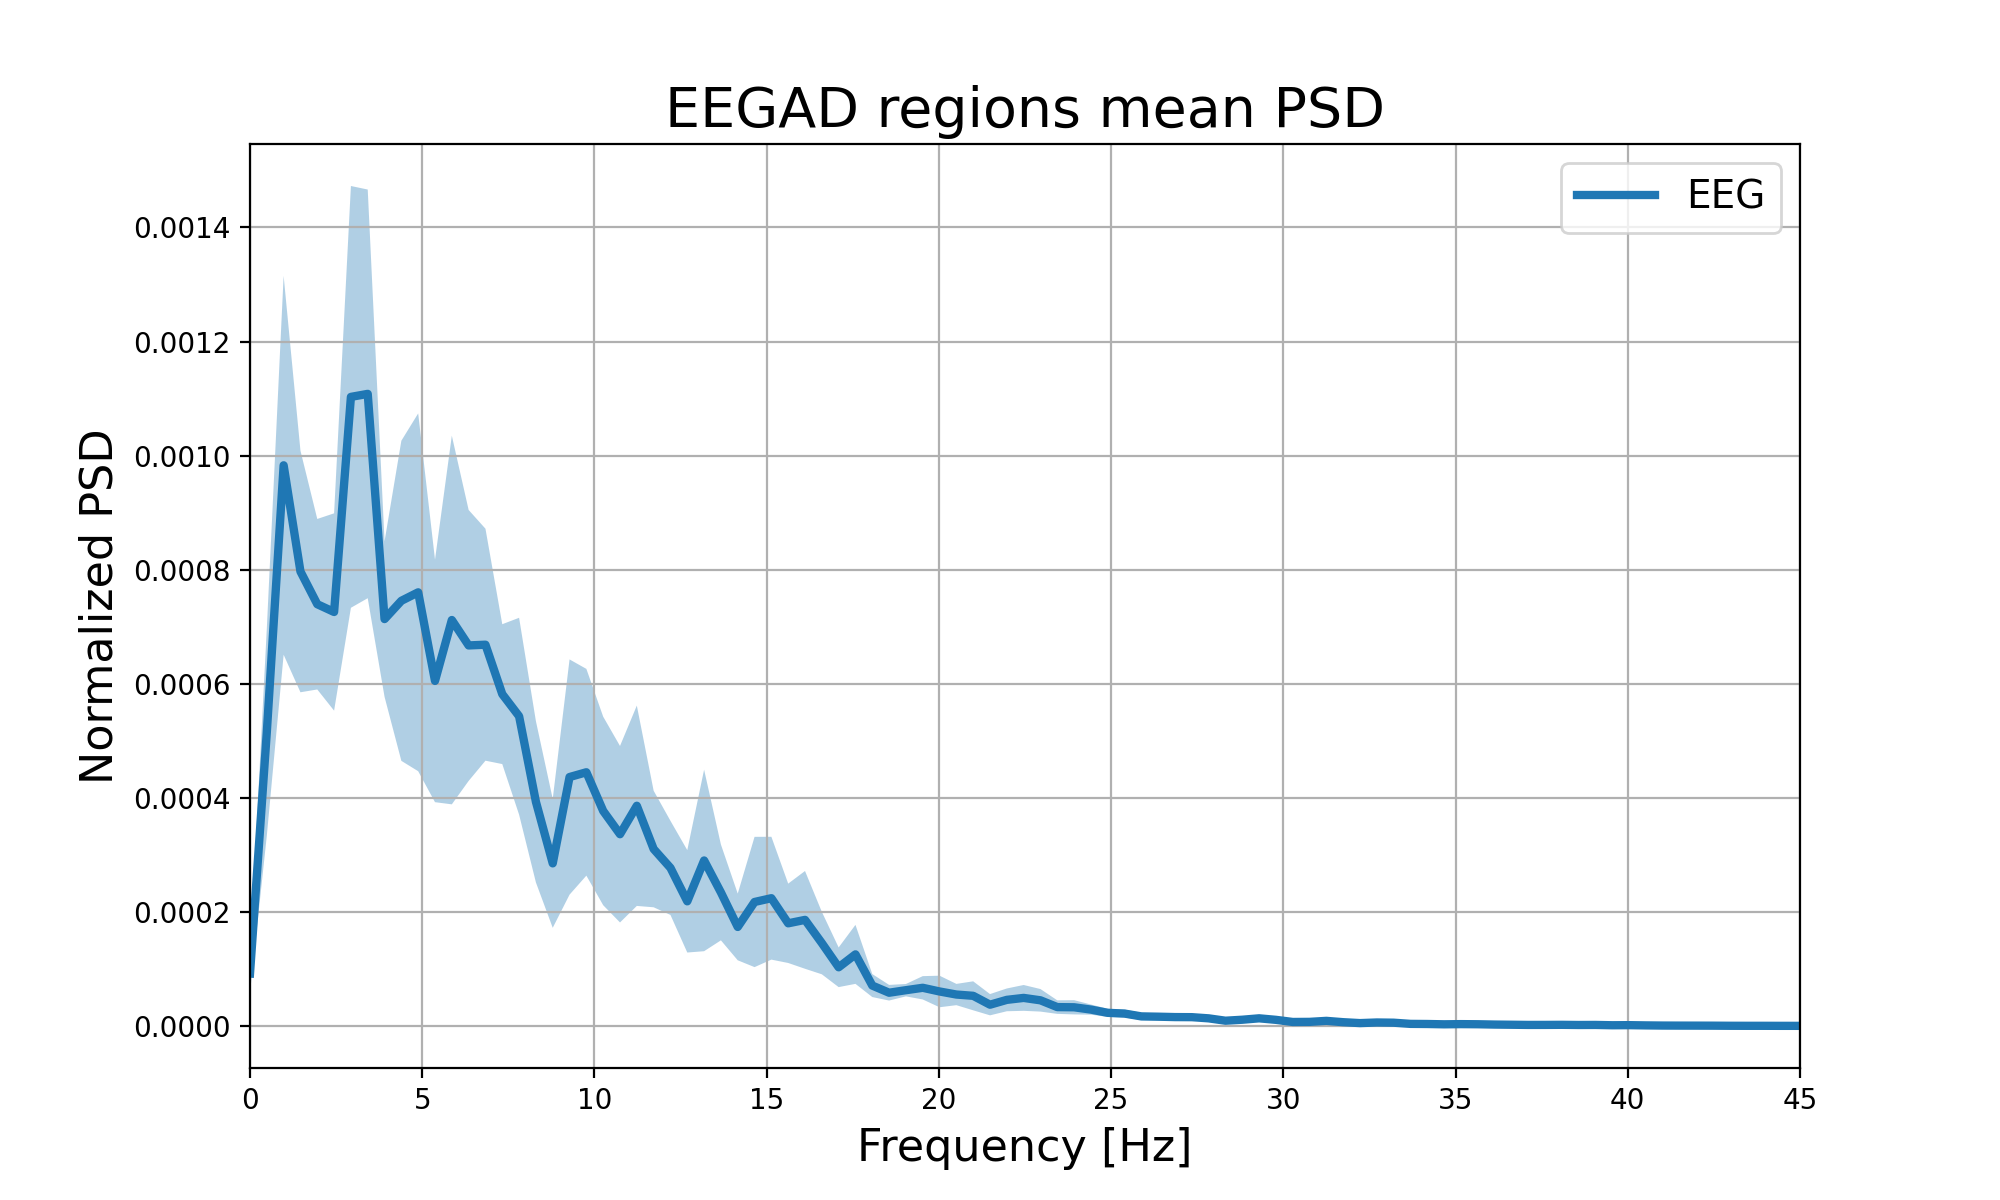 EEGAD regions mean PSD
EEG
Normalized PSD
0.0014
0.0012
0.0010
0.0008
0.0006
0.0004
0.0002
0.0000
0 5 10 15 20 25 30 35 40 45
Frequency [Hz]